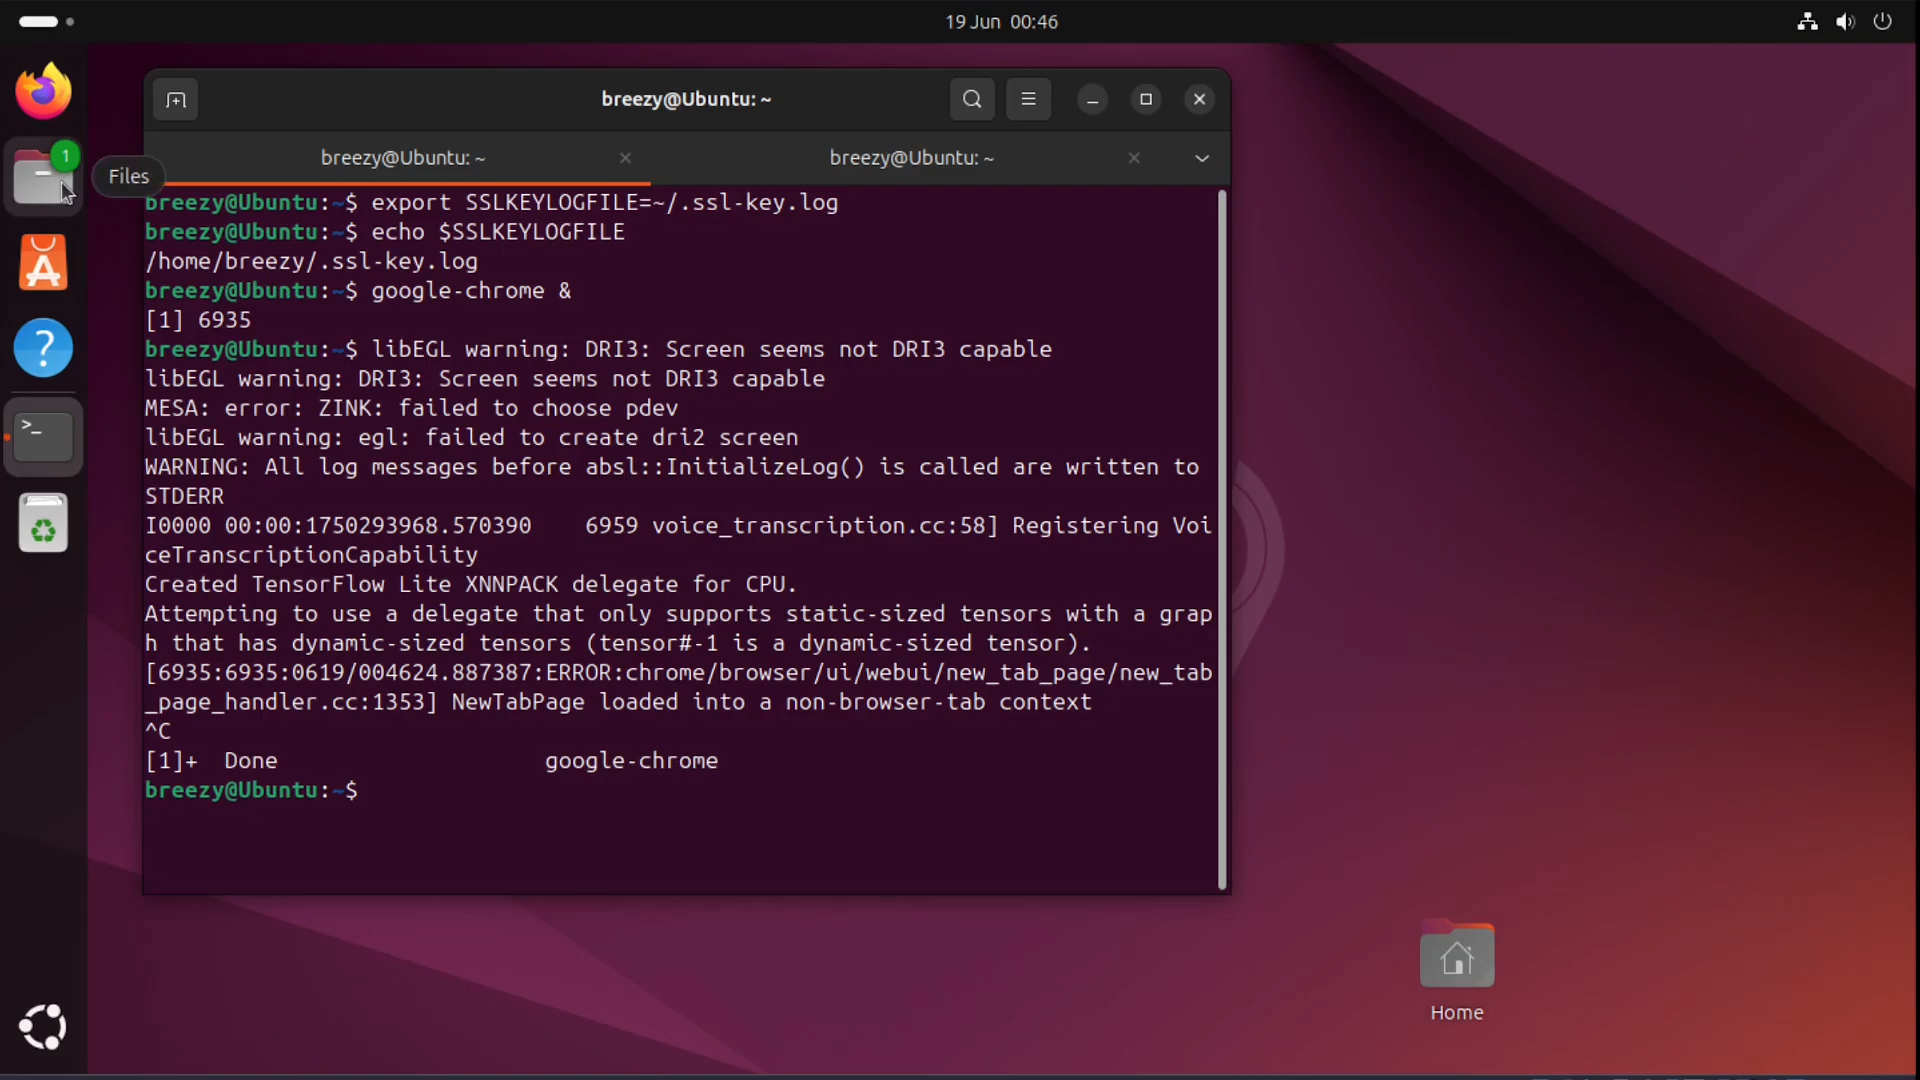 19 Jun 00:46
breezy@Ubuntu: ~
breezy@Ubuntu: ~
breezy@Ubuntu: ~
1
Files
breezy@Ubuntu:~$ export SSLKEYLOGFILE=~/.ssl-key.log
breezy@Ubuntu:~$ echo $SSLKEYLOGFILE
/home/breezy/.ssl-key.log
breezy@Ubuntu:~$ google-chrome &
[1] 6935
breezy@Ubuntu:~$ libEGL warning: DRI3: Screen seems not DRI3 capable
libEGL warning: DRI3: Screen seems not DRI3 capable
MESA: error: ZINK: failed to choose pdev
libEGL warning: egl: failed to create dri2 screen
WARNING: All log messages before absl::InitializeLog() is called are written to
STDERR
I0000 00:00:1750293968.570390    6959 voice_transcription.cc:58] Registering Voi
ceTranscriptionCapability
Created TensorFlow Lite XNNPACK delegate for CPU.
Attempting to use a delegate that only supports static-sized tensors with a grap
h that has dynamic-sized tensors (tensor#-1 is a dynamic-sized tensor).
[6935:6935:0619/004624.887387:ERROR:chrome/browser/ui/webui/new_tab_page/new_tab
_page_handler.cc:1353] NewTabPage loaded into a non-browser-tab context
^C
[1]+  Done                    google-chrome
breezy@Ubuntu:~$
Home